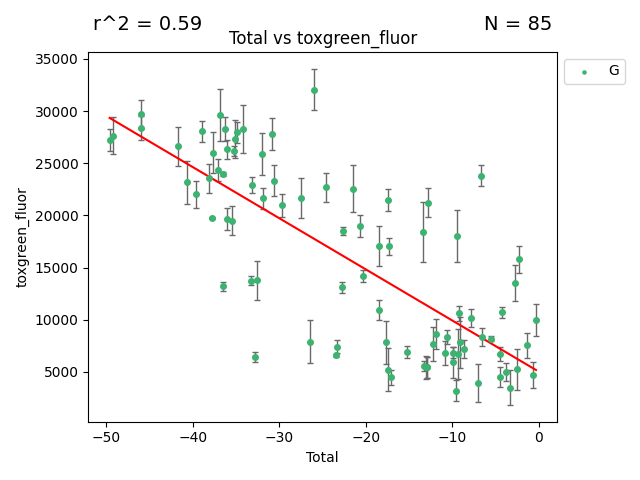 r^2 = 0.59
N = 85
Total vs toxgreen_fluor
35000
30000
25000
20000
15000
10000
5000
toxgreen_fluor
−50
−40
−30
−20
−10
0
Total
G